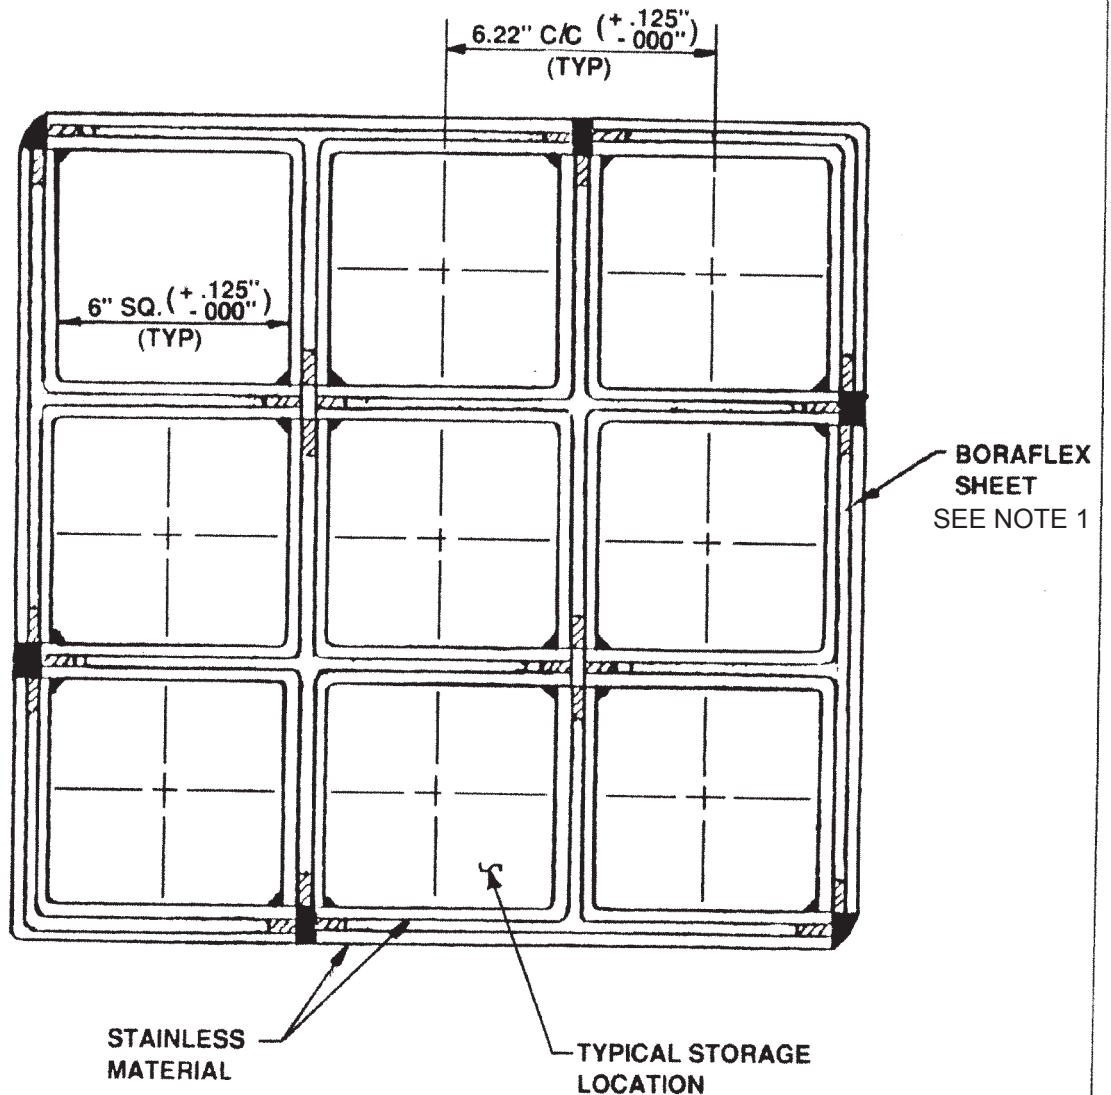 6.22" C/C (+ .125" - .000")
(TYP)
6" SQ. (+ .125" - .000")
(TYP)
BORAFLEX
SHEET
SEE NOTE 1
STAINLESS
MATERIAL
TYPICAL STORAGE
LOCATION